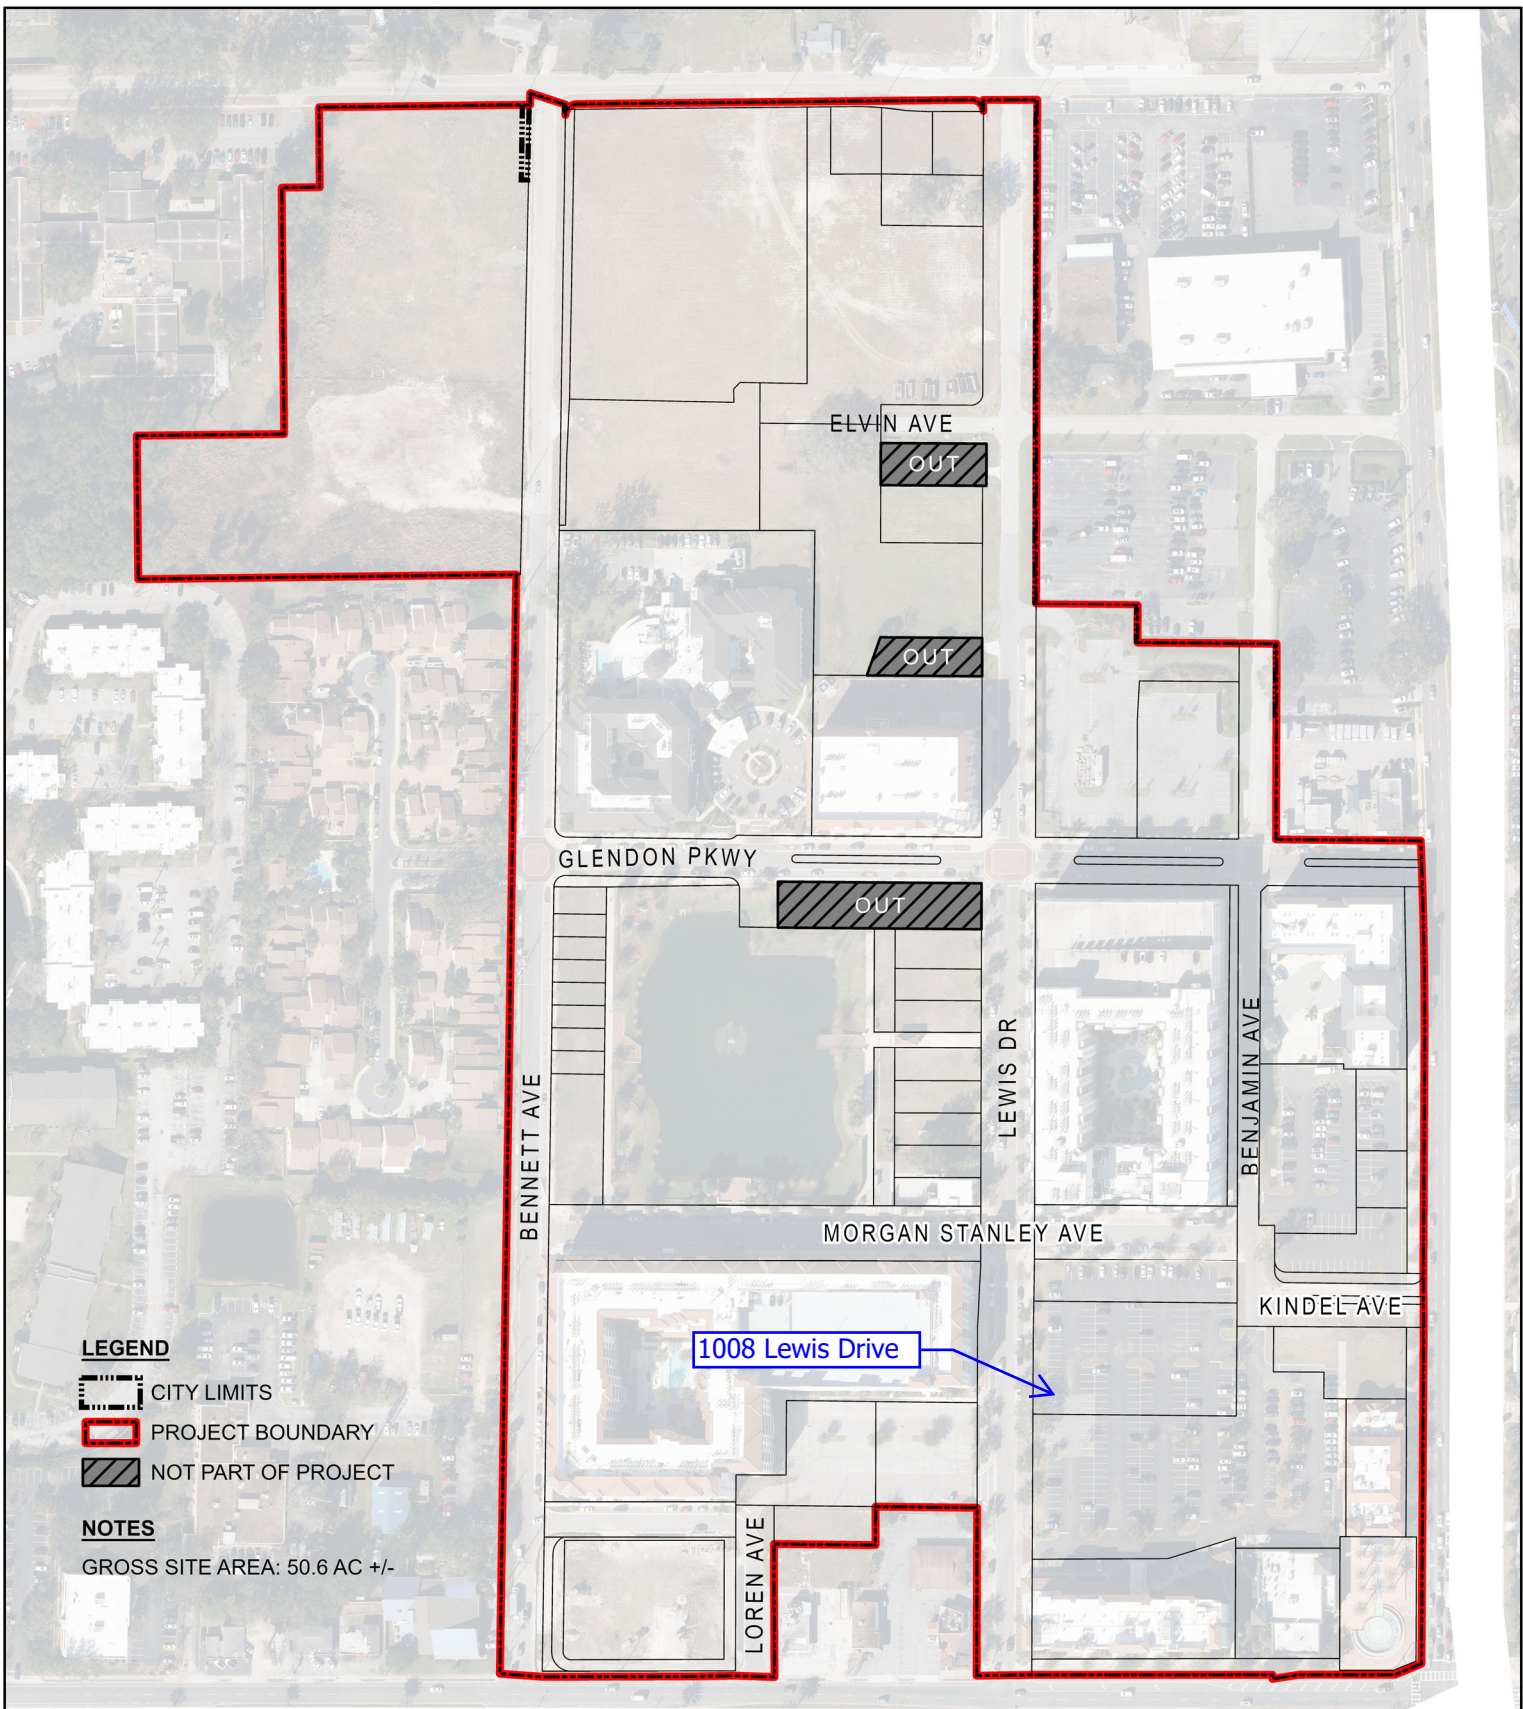 ELVIN AVE
OUT
OUT
GLENDON PKWY
OUT
BENNETT AVE
LEWIS DR
BENJAMIN AVE
MORGAN STANLEY AVE
KINDEL AVE
1008 Lewis Drive
LOREN AVE
LEGEND
CITY LIMITS
PROJECT BOUNDARY
NOT PART OF PROJECT
NOTES
GROSS SITE AREA: 50.6 AC +/-